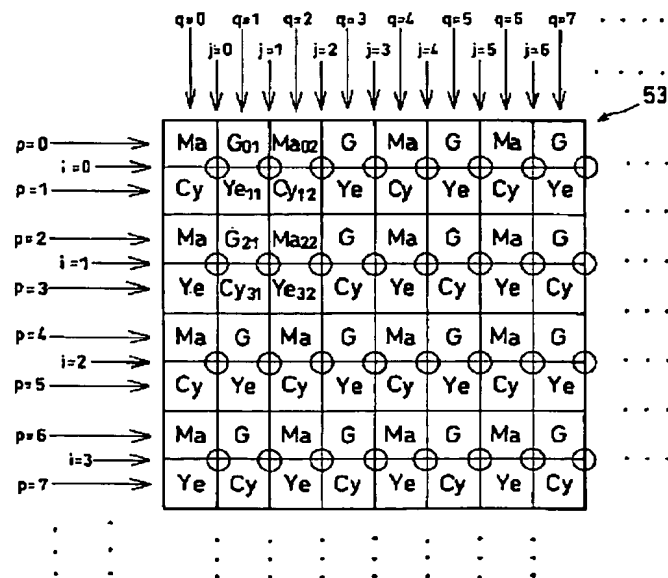 q=0 q=1 q=2 q=3 q=4 q=5 q=6 q=7
j=0 j=1 j=2 j=3 j=4 j=5 j=6
53
p=0 Ma G01 Ma02 G Ma G Ma G
i=0
p=1 Cy Ye11 Cy12 Ye Cy Ye Cy Ye
p=2 Ma G21 Ma22 G Ma G Ma G
i=1
p=3 Ye Cy31 Ye32 Cy Ye Cy Ye Cy
p=4 Ma G Ma G Ma G Ma G
i=2
p=5 Cy Ye Cy Ye Cy Ye Cy Ye
p=6 Ma G Ma G Ma G Ma G
i=3
p=7 Ye Cy Ye Cy Ye Cy Ye Cy